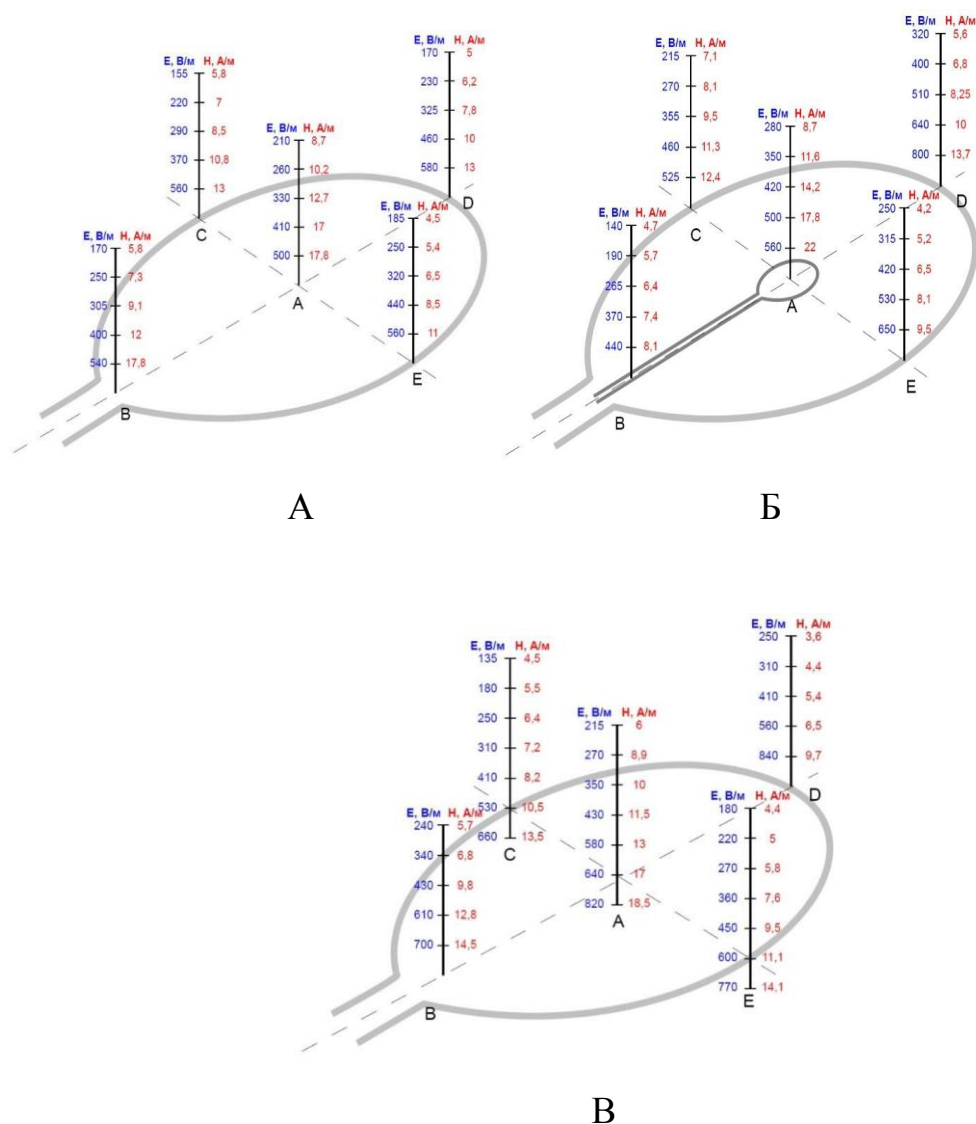 E, В/м H, А/м
155 5,8
220 7
290 8,5
370 10,8
560 13
C
E, В/м H, А/м
170 5
230 6,2
325 7,8
460 10
580 13
D
E, В/м H, А/м
210 8,7
260 10,2
330 12,7
410 17
500 17,8
A
E, В/м H, А/м
185 4,5
250 5,4
320 6,5
440 8,5
560 11
E
E, В/м H, А/м
170 5,8
250 7,3
305 9,1
400 12
540 17,8
B
А
E, В/м H, А/м
215 7,1
270 8,1
355 9,5
460 11,3
525 12,4
C
E, В/м H, А/м
320 5,6
400 6,8
510 8,25
640 10
800 13,7
D
E, В/м H, А/м
280 8,7
350 11,6
420 14,2
500 17,8
560 22
A
E, В/м H, А/м
250 4,2
315 5,2
420 6,5
530 8,1
650 9,5
E
E, В/м H, А/м
140 4,7
190 5,7
265 6,4
370 7,4
440 8,1
B
Б
E, В/м H, А/м
135 4,5
180 5,5
250 6,4
310 7,2
410 8,2
530 10,5
660 13,5
C
E, В/м H, А/м
250 3,6
310 4,4
410 5,4
560 6,5
840 9,7
D
E, В/м H, А/м
215 6
270 8,9
350 10
430 11,5
580 13
640 17
820 18,5
A
E, В/м H, А/м
180 4,4
220 5
270 5,8
360 7,6
450 9,5
600 11,1
770 14,1
E
E, В/м H, А/м
240 5,7
340 6,8
430 9,8
610 12,8
700 14,5
B
В